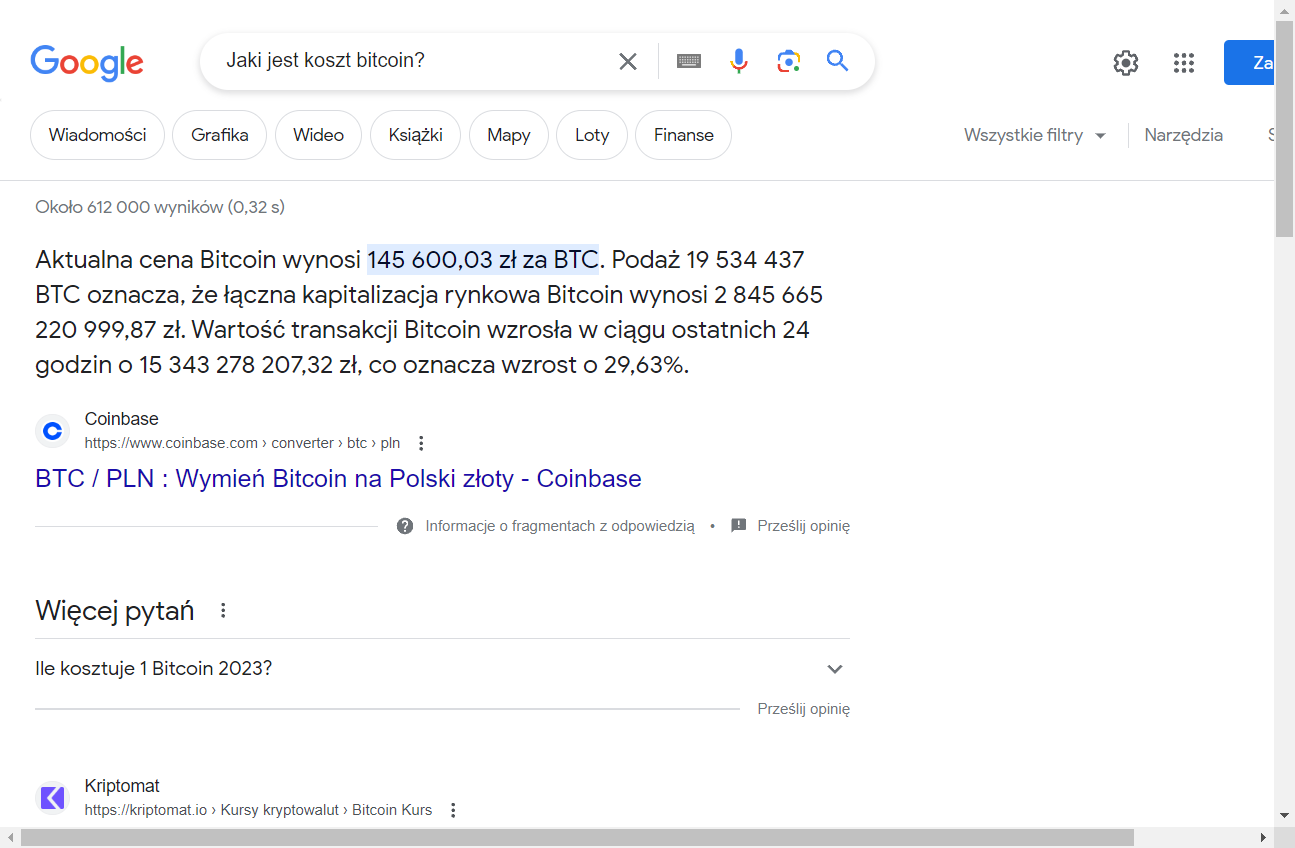 Google
Jaki jest koszt bitcoin?
Za
Wiadomości
Grafika
Wideo
Książki
Mapy
Loty
Finanse
Wszystkie filtry
Narzędzia
Około 612 000 wyników (0,32 s)
Aktualna cena Bitcoin wynosi 145 600,03 zł za BTC. Podaż 19 534 437
BTC oznacza, że łączna kapitalizacja rynkowa Bitcoin wynosi 2 845 665
220 999,87 zł. Wartość transakcji Bitcoin wzrosła w ciągu ostatnich 24
godzin o 15 343 278 207,32 zł, co oznacza wzrost o 29,63%.
Coinbase
https://www.coinbase.com › converter › btc › pln
BTC / PLN : Wymień Bitcoin na Polski złoty - Coinbase
Informacje o fragmentach z odpowiedzią • Prześlij opinię
Więcej pytań
Ile kosztuje 1 Bitcoin 2023?
Prześlij opinię
Kriptomat
https://kriptomat.io › Kursy kryptowalut › Bitcoin Kurs